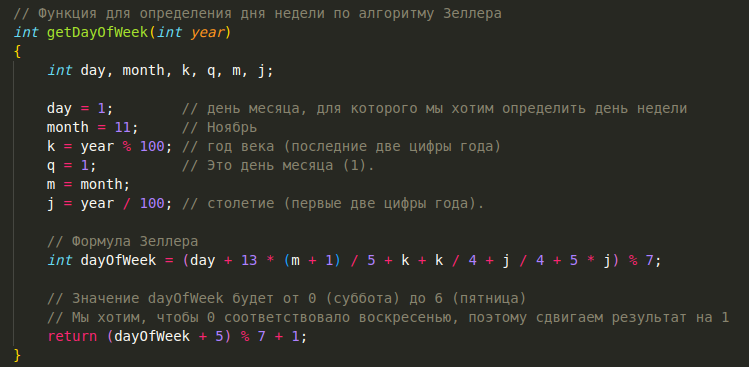 // Функция для определения дня недели по алгоритму Зеллера
int getDayOfWeek(int year)
{
    int day, month, k, q, m, j;

    day = 1;        // день месяца, для которого мы хотим определить день недели
    month = 11;     // Ноябрь
    k = year % 100; // год века (последние две цифры года)
    q = 1;          // Это день месяца (1).
    m = month;
    j = year / 100; // столетие (первые две цифры года).

    // Формула Зеллера
    int dayOfWeek = (day + 13 * (m + 1) / 5 + k + k / 4 + j / 4 + 5 * j) % 7;

    // Значение dayOfWeek будет от 0 (суббота) до 6 (пятница)
    // Мы хотим, чтобы 0 соответствовало воскресенью, поэтому сдвигаем результат на 1
    return (dayOfWeek + 5) % 7 + 1;
}